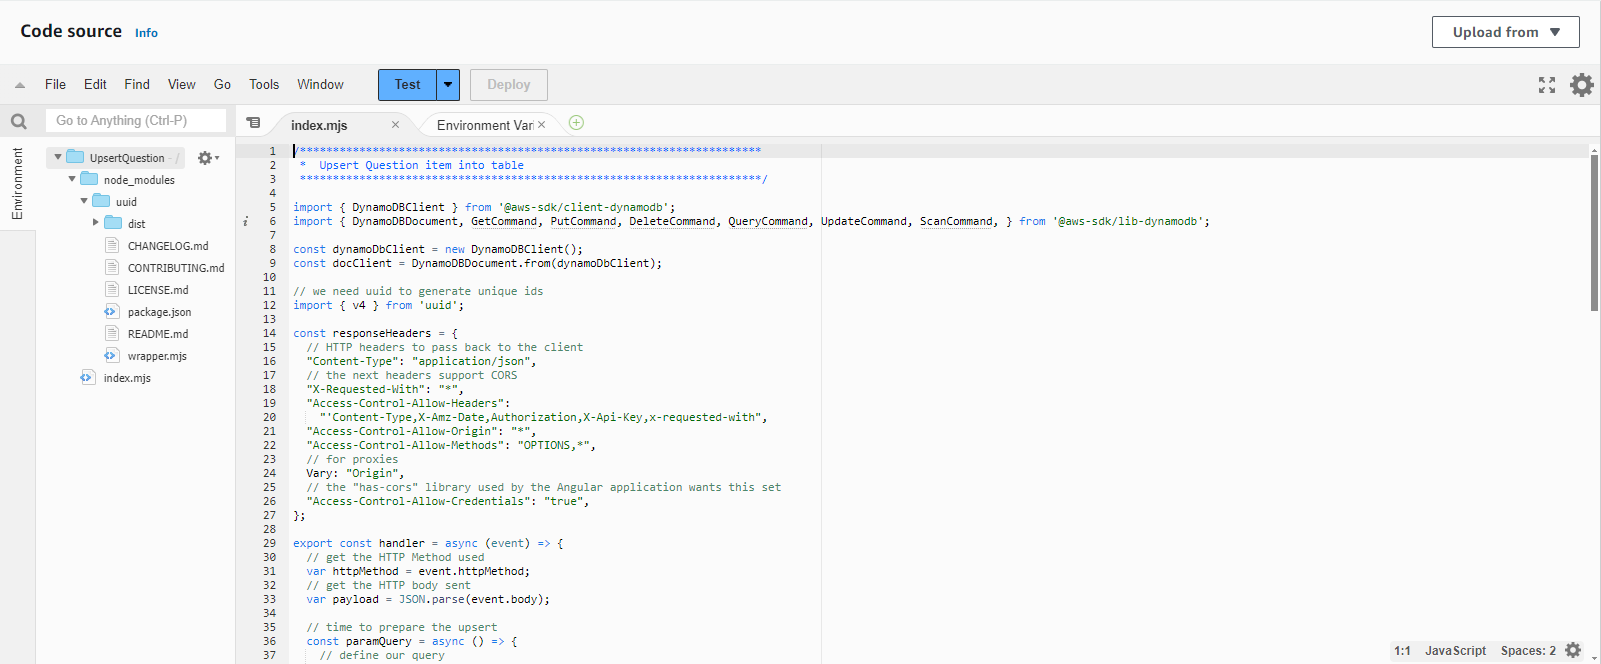 Code source Info
Upload from
File Edit Find View Go Tools Window Test Deploy
Go to Anything (Ctrl-P)
index.mjs
Environment Vari
Environment
UpsertQuestion - /
node_modules
uuid
dist
CHANGELOG.md
CONTRIBUTING.md
LICENSE.md
package.json
README.md
wrapper.mjs
index.mjs
1 /**********************************************************************
2  *  Upsert Question item into table
3  **********************************************************************/
4
5 import { DynamoDBClient } from '@aws-sdk/client-dynamodb';
6 import { DynamoDBDocument, GetCommand, PutCommand, DeleteCommand, QueryCommand, UpdateCommand, ScanCommand, } from '@aws-sdk/lib-dynamodb';
7
8 const dynamoDbClient = new DynamoDBClient();
9 const docClient = DynamoDBDocument.from(dynamoDbClient);
10
11 // we need uuid to generate unique ids
12 import { v4 } from 'uuid';
13
14 const responseHeaders = {
15   // HTTP headers to pass back to the client
16   "Content-Type": "application/json",
17   // the next headers support CORS
18   "X-Requested-With": "*",
19   "Access-Control-Allow-Headers":
20     "'Content-Type,X-Amz-Date,Authorization,X-Api-Key,x-requested-with",
21   "Access-Control-Allow-Origin": "*",
22   "Access-Control-Allow-Methods": "OPTIONS,*",
23   // for proxies
24   Vary: "Origin",
25   // the "has-cors" library used by the Angular application wants this set
26   "Access-Control-Allow-Credentials": "true",
27 };
28
29 export const handler = async (event) => {
30   // get the HTTP Method used
31   var httpMethod = event.httpMethod;
32   // get the HTTP body sent
33   var payload = JSON.parse(event.body);
34
35   // time to prepare the upsert
36   const paramQuery = async () => {
37     // define our query
1:1 JavaScript Spaces: 2